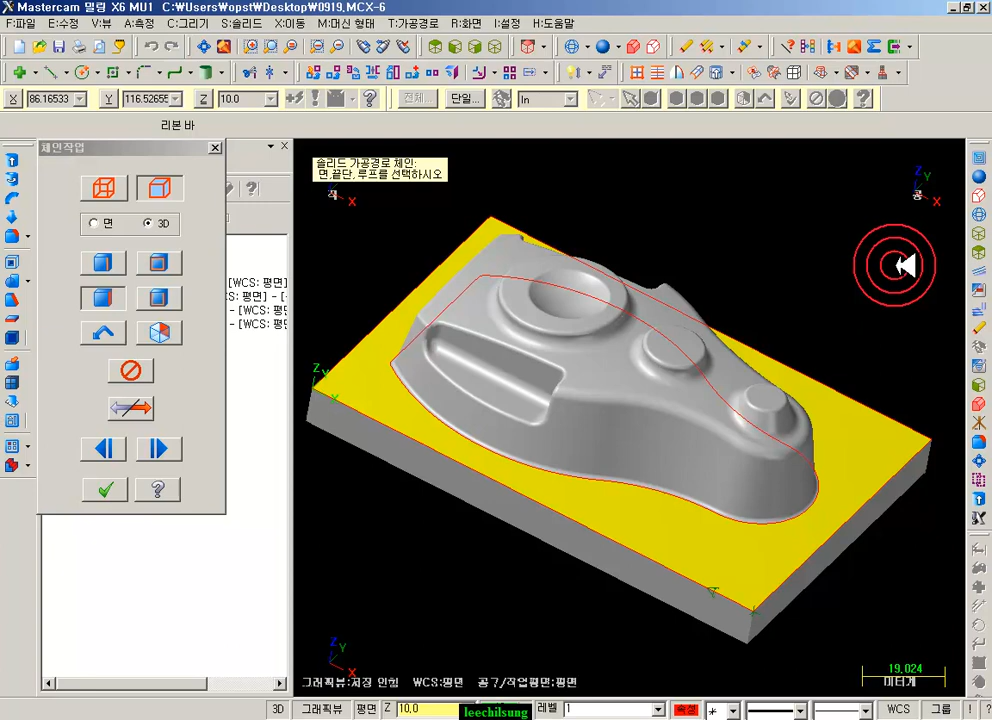 Mastercam 밀링 X6 MU1 C:₩Users₩opst₩Desktop₩0919,MCX-6
F:파일 E:수정 V:뷰 A:측정 C:그리기 S:솔리드 X:이동 M:머신 형태 T:가공경로 R:화면 I:설정 H:도움말
X 86.16533 Y 116.52655 Z 10.0 전체... 단일... In
리본 바
체인작업
면 3D
[WCS: 평면]
S: 평면] -
- [WCS: 평면
- [WCS: 평면
솔리드 가공경로 체인:
면,끝단, 루프를 선택하시오
Z Y X
Z Y X
Z Y X
19,024
미터계
그래픽뷰:저장 안됨 WCS:평면 공구/작업평면:평면
3D 그래픽뷰 평면 Z 10,0 레벨 1 속성 WCS 그룹 ! ?
leechilsung